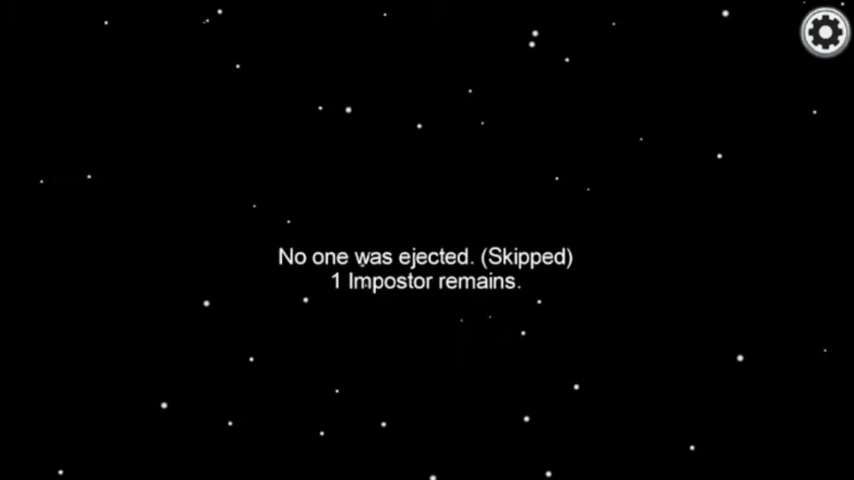 No one was ejected. (Skipped)
1 Impostor remains.